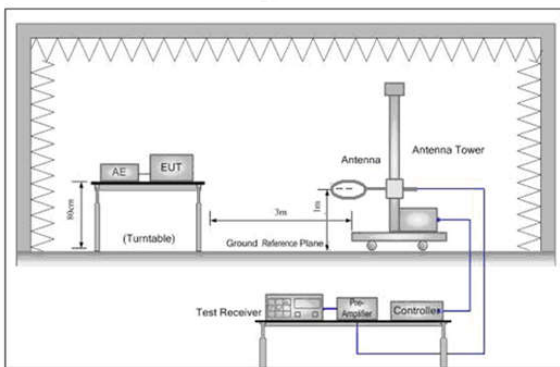 Antenna Tower
Antenna
EUT
AE
80cm
3m
1m
(Turntable)
Ground Reference Plane
Test Receiver
Pre-
Amplifier
Controller